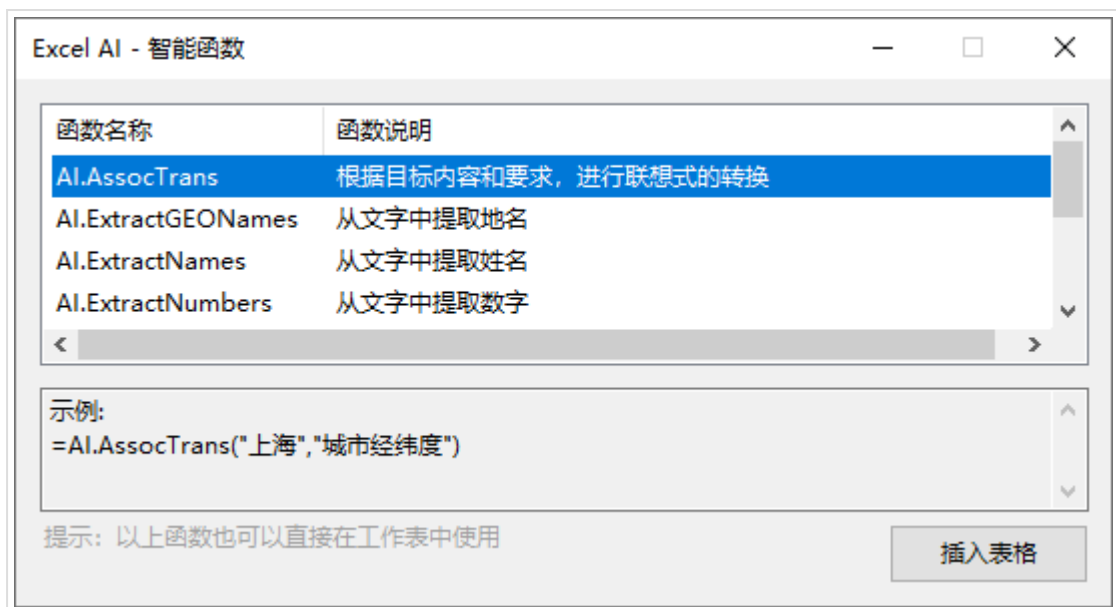 Excel AI - 智能函数
函数名称 函数说明
AI.AssocTrans 根据目标内容和要求，进行联想式的转换
AI.ExtractGEONames 从文字中提取地名
AI.ExtractNames 从文字中提取姓名
AI.ExtractNumbers 从文字中提取数字
示例:
=AI.AssocTrans("上海","城市经纬度")
提示：以上函数也可以直接在工作表中使用
插入表格